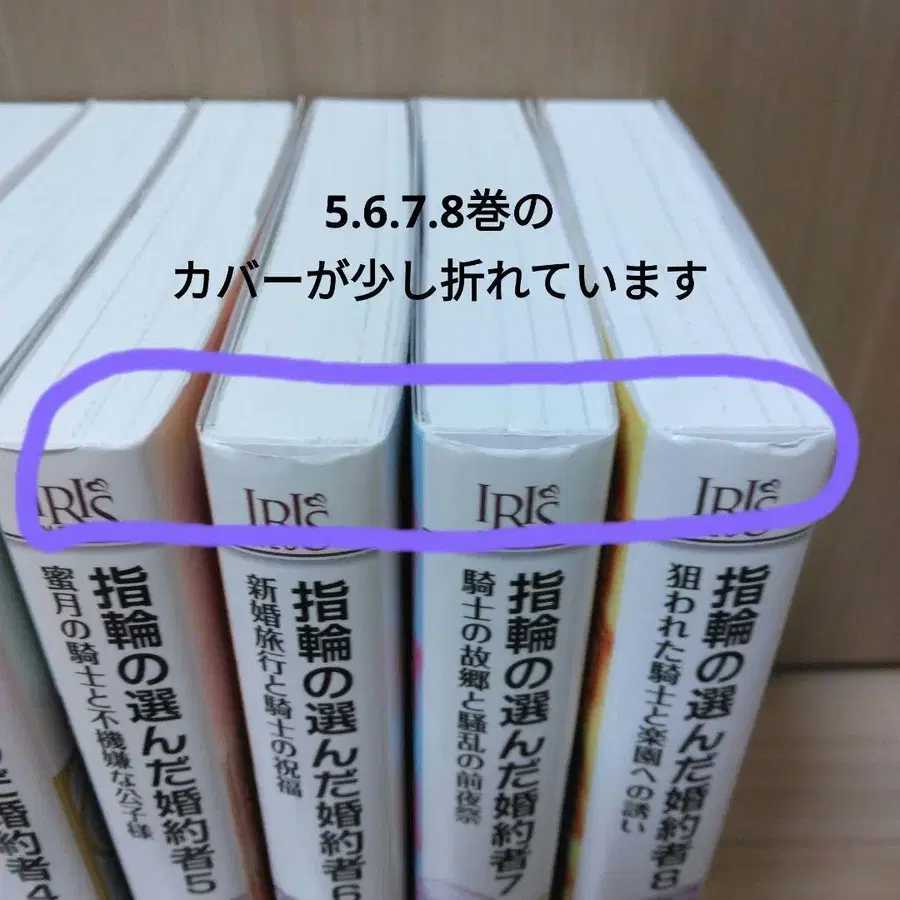 5.6.7.8巻の
カバーが少し折れています
IRIS
IRIS
IRIS
IRIS
だ婚約者4
指輪の選んだ婚約者5
蜜月の騎士と不機嫌な公子様
指輪の選んだ婚約者6
新婚旅行と騎士の祝福
指輪の選んだ婚約者7
騎士の故郷と騒乱の前夜祭
指輪の選んだ婚約者8
狙われた騎士と楽園への誘い